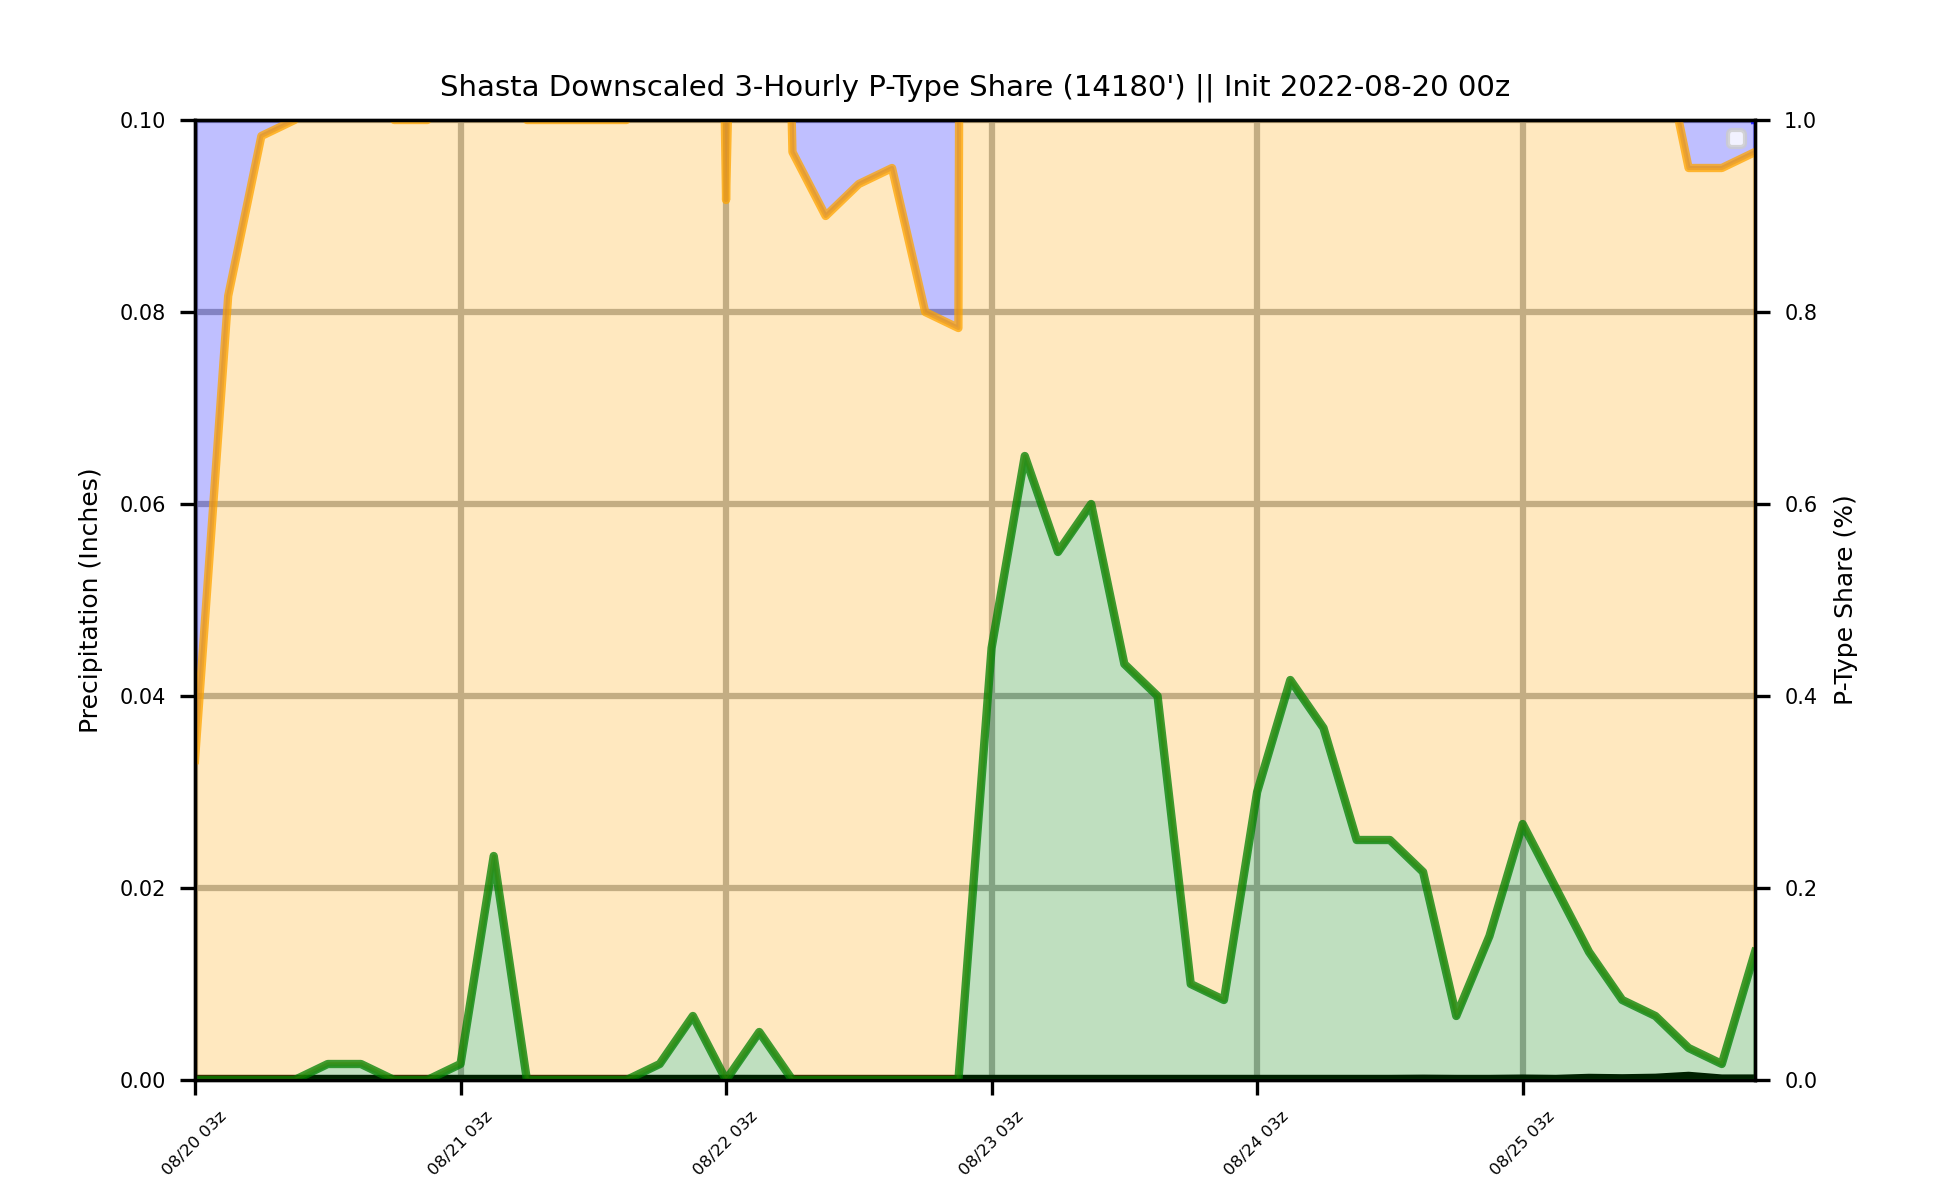 Shasta Downscaled 3-Hourly P-Type Share (14180') || Init 2022-08-20 00z
0.10
0.08
0.06
0.04
0.02
0.00
Precipitation (Inches)
1.0
0.8
0.6
0.4
0.2
0.0
P-Type Share (%)
08/20 03z
08/21 03z
08/22 03z
08/23 03z
08/24 03z
08/25 03z